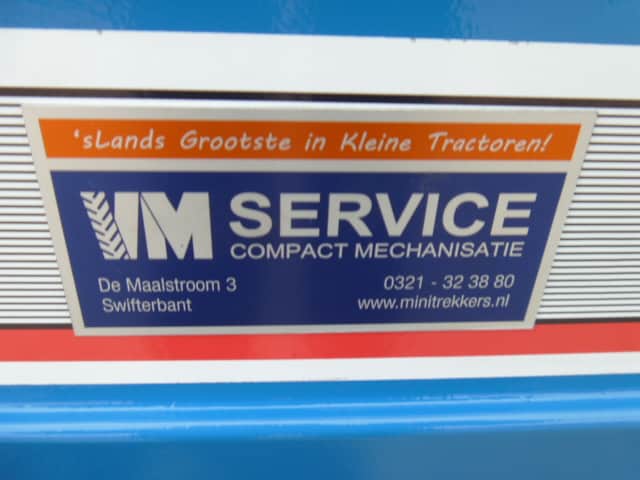 'sLands Grootste in Kleine Tractoren!
VM SERVICE
COMPACT MECHANISATIE
De Maalstroom 3
Swifterbant
0321 - 32 38 80
www.minitrekkers.nl